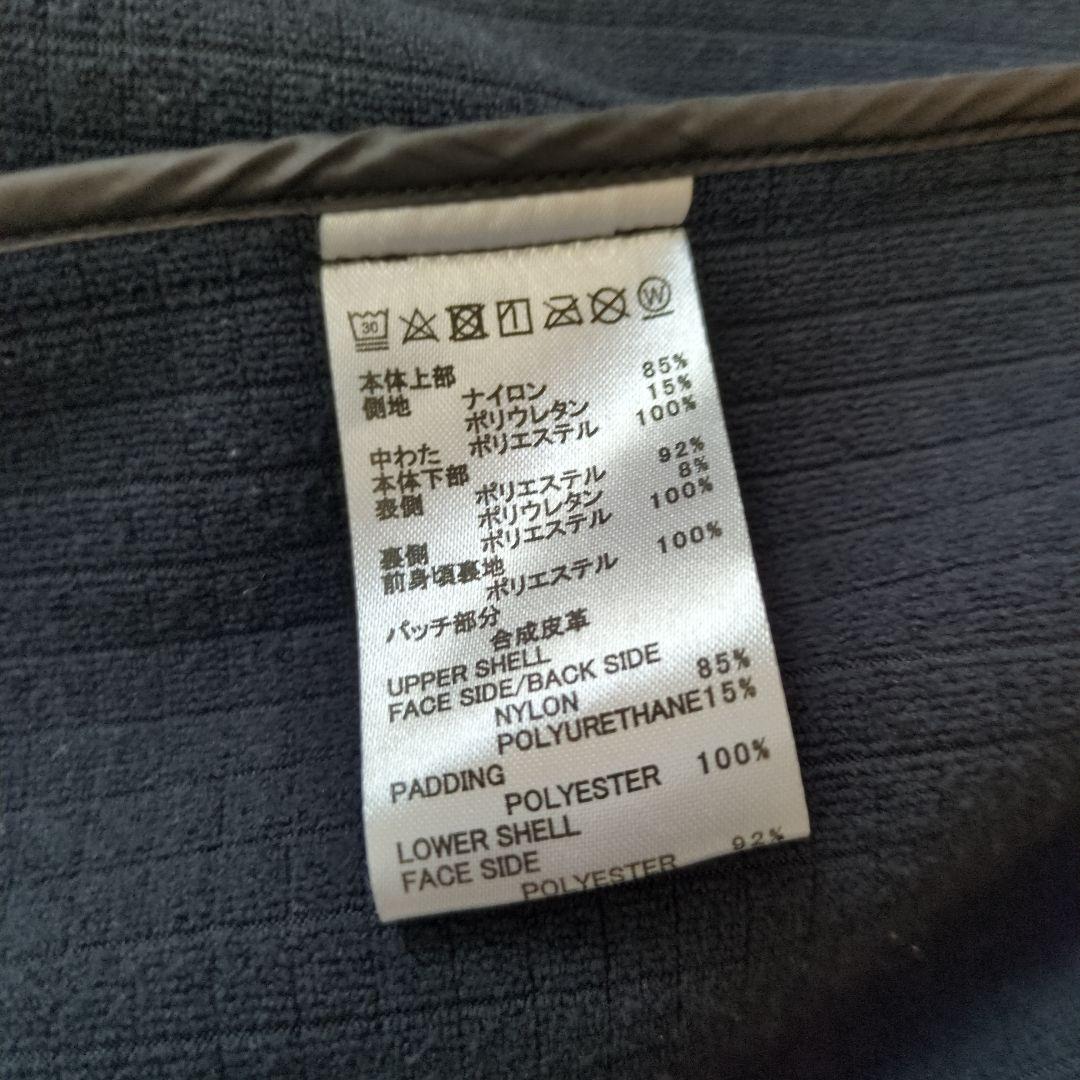 30 W
本体上部
側地 ナイロン 85%
ポリウレタン 15%
中わた ポリエステル 100%
本体下部
表側 ポリエステル 92%
ポリウレタン 8%
裏側 ポリエステル 100%
前身頃裏地
ポリエステル 100%
パッチ部分
合成皮革
UPPER SHELL
FACE SIDE/BACK SIDE
NYLON 85%
POLYURETHANE15%
PADDING
POLYESTER 100%
LOWER SHELL
FACE SIDE
POLYESTER 92%